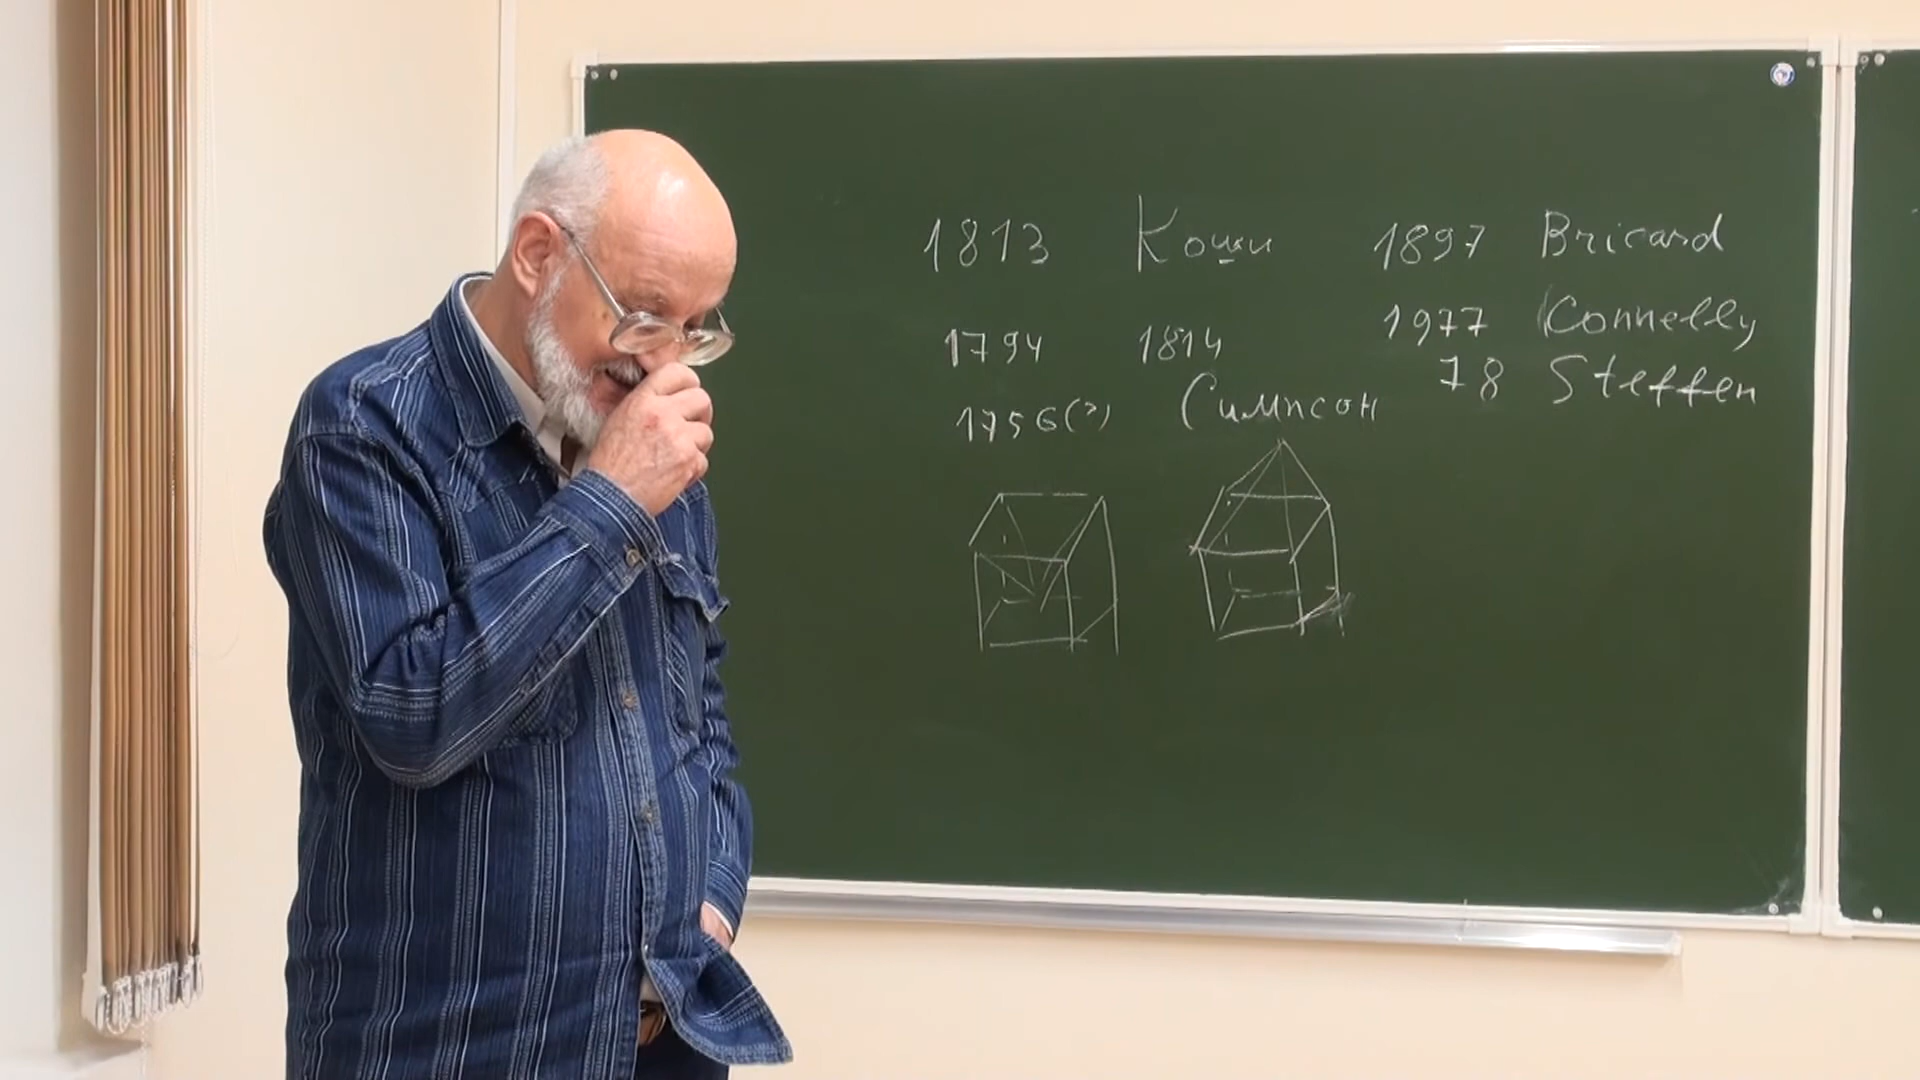 1813 Коши
1794 1814
1756(?) Симпсон
1897 Bricard
1977 Connelly
78 Steffen